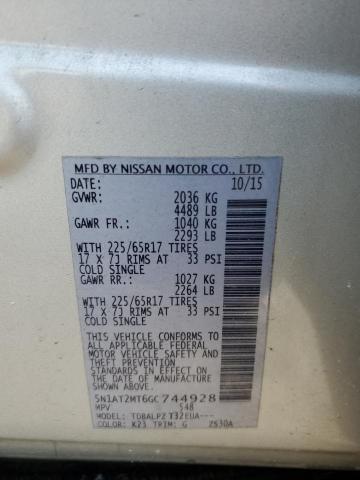 MFD BY NISSAN MOTOR CO., LTD.
DATE: 10/15
GVWR: 2036 KG
4489 LB
GAWR FR.: 1040 KG
2293 LB
WITH 225/65R17 TIRES
17 X 7J RIMS AT 33 PSI
COLD SINGLE
GAWR RR.: 1027 KG
2264 LB
WITH 225/65R17 TIRES
17 X 7J RIMS AT 33 PSI
COLD SINGLE
THIS VEHICLE CONFORMS TO ALL
APPLICABLE FEDERAL MOTOR
MOTOR VEHICLE SAFETY AND
THEFT PREVENTION
STANDARDS IN EFFECT ON THE
DATE OF MANUFACTURE
SHOWN ABOVE.
5N1AT2MT6GC744928
MPV 548
MODEL: TDBALPZ T32EUA---
COLOR: K23 TRIM: G 2530A